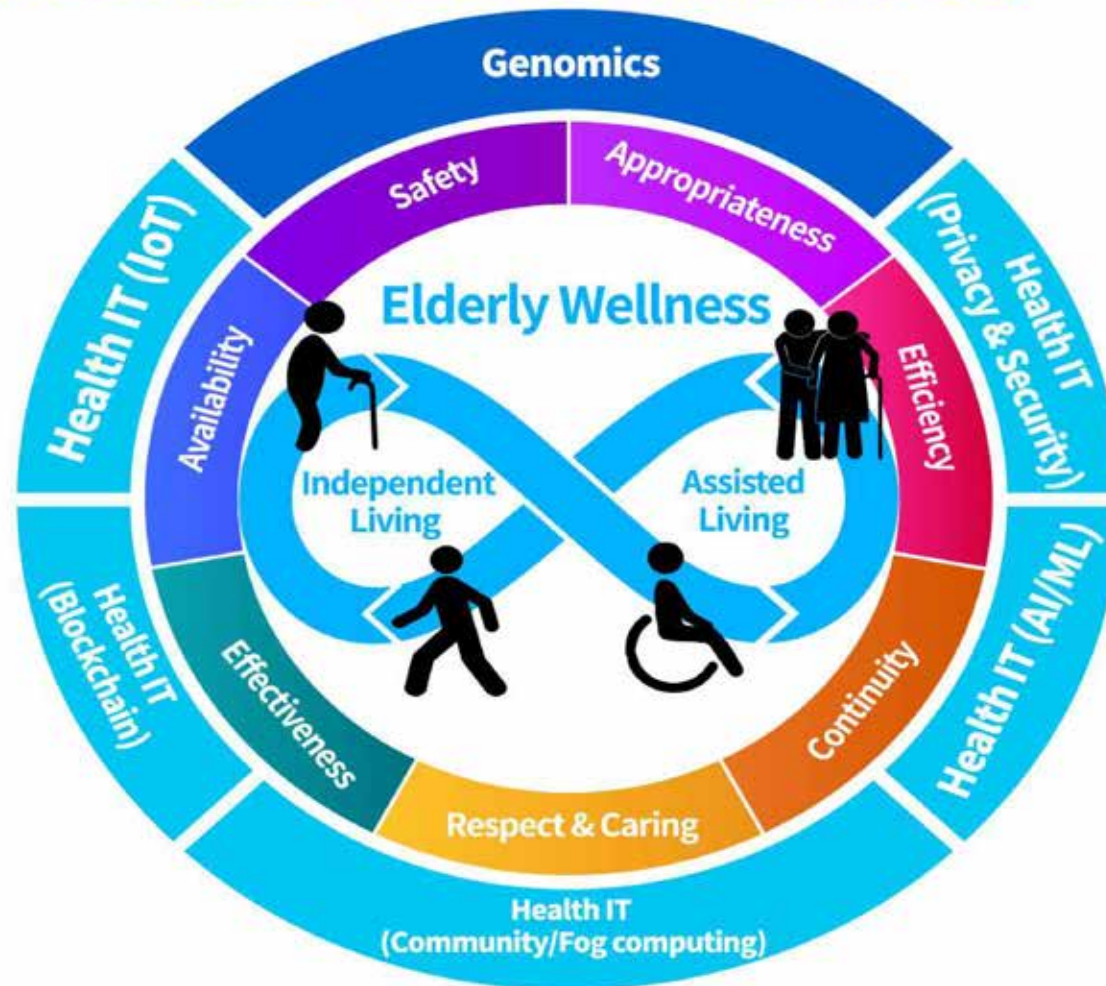 Genomics
Safety
Appropriateness
Health IT (IoT)
Health IT
(Privacy & Security)
Elderly Wellness
Availability
Efficiency
Independent
Living
Assisted
Living
Health IT
(Blockchain)
Effectiveness
Continuity
Health IT (AI/ML)
Respect & Caring
Health IT
(Community/Fog computing)